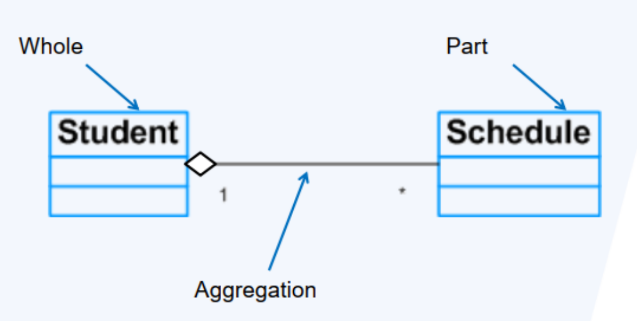 Whole
Part
Student
Schedule
1
*
Aggregation